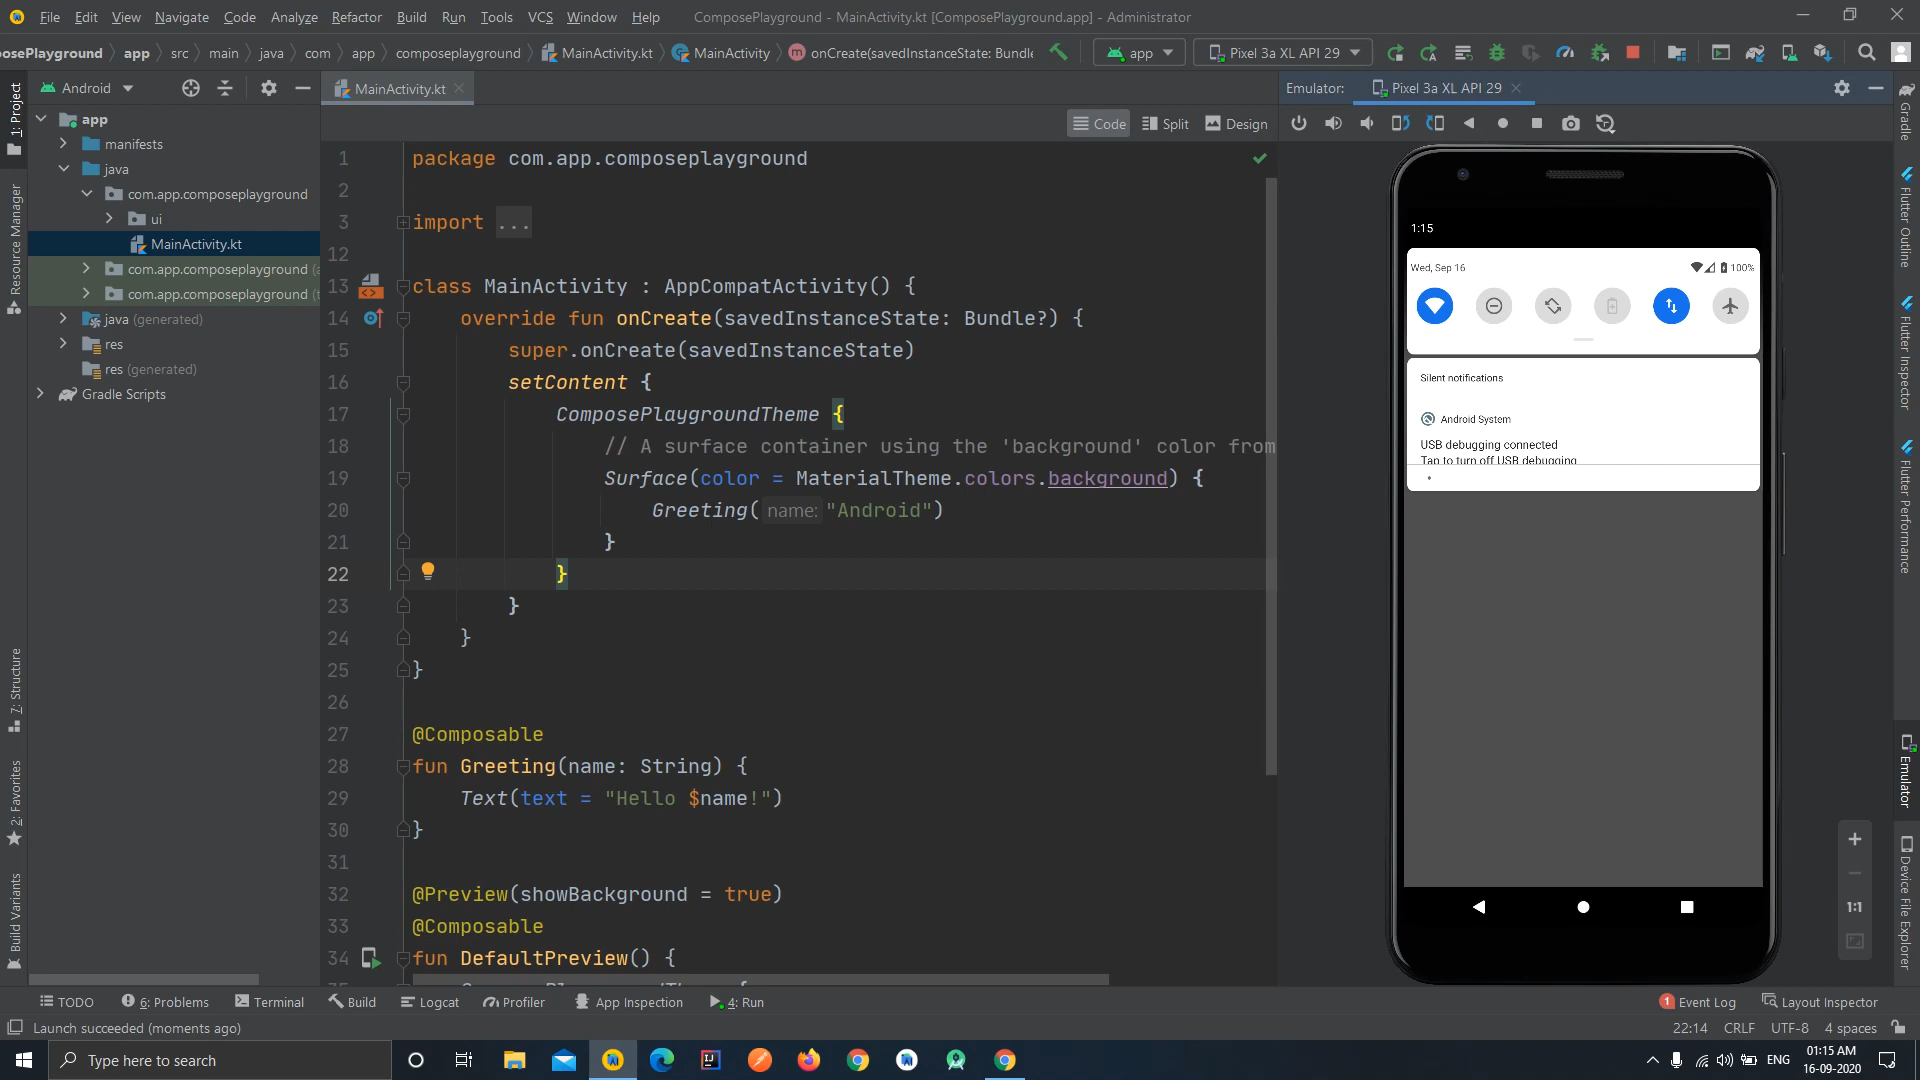 File Edit View Navigate Code Analyze Refactor Build Run Tools VCS Window Help ComposePlayground - MainActivity.kt [ComposePlayground.app] - Administrator
osePlayground app src main java com app composeplayground MainActivity.kt MainActivity onCreate(savedInstanceState: Bundle app Pixel 3a XL API 29
Android
MainActivity.kt
Emulator: Pixel 3a XL API 29
Code Split Design
1: Project
Resource Manager
7: Structure
2: Favorites
Build Variants
app
manifests
java
com.app.composeplayground
ui
MainActivity.kt
com.app.composeplayground (a
com.app.composeplayground (t
java (generated)
res
res (generated)
Gradle Scripts
1 package com.app.composeplayground
2
3 import ...
12
13 class MainActivity : AppCompatActivity() {
14 override fun onCreate(savedInstanceState: Bundle?) {
15 super.onCreate(savedInstanceState)
16 setContent {
17 ComposePlaygroundTheme {
18 // A surface container using the 'background' color from
19 Surface(color = MaterialTheme.colors.background) {
20 Greeting(name: "Android")
21 }
22 }
23 }
24 }
25 }
26
27 @Composable
28 fun Greeting(name: String) {
29 Text(text = "Hello $name!")
30 }
31
32 @Preview(showBackground = true)
33 @Composable
34 fun DefaultPreview() {
1:15
Wed, Sep 16 100%
Silent notifications
Android System
USB debugging connected
Tap to turn off USB debugging
1:1
Gradle
Flutter Outline
Flutter Inspector
Flutter Performance
Emulator
Device File Explorer
TODO 6: Problems Terminal Build Logcat Profiler App Inspection 4: Run 1 Event Log Layout Inspector
Launch succeeded (moments ago) 22:14 CRLF UTF-8 4 spaces
Type here to search ENG 01:15 AM
16-09-2020